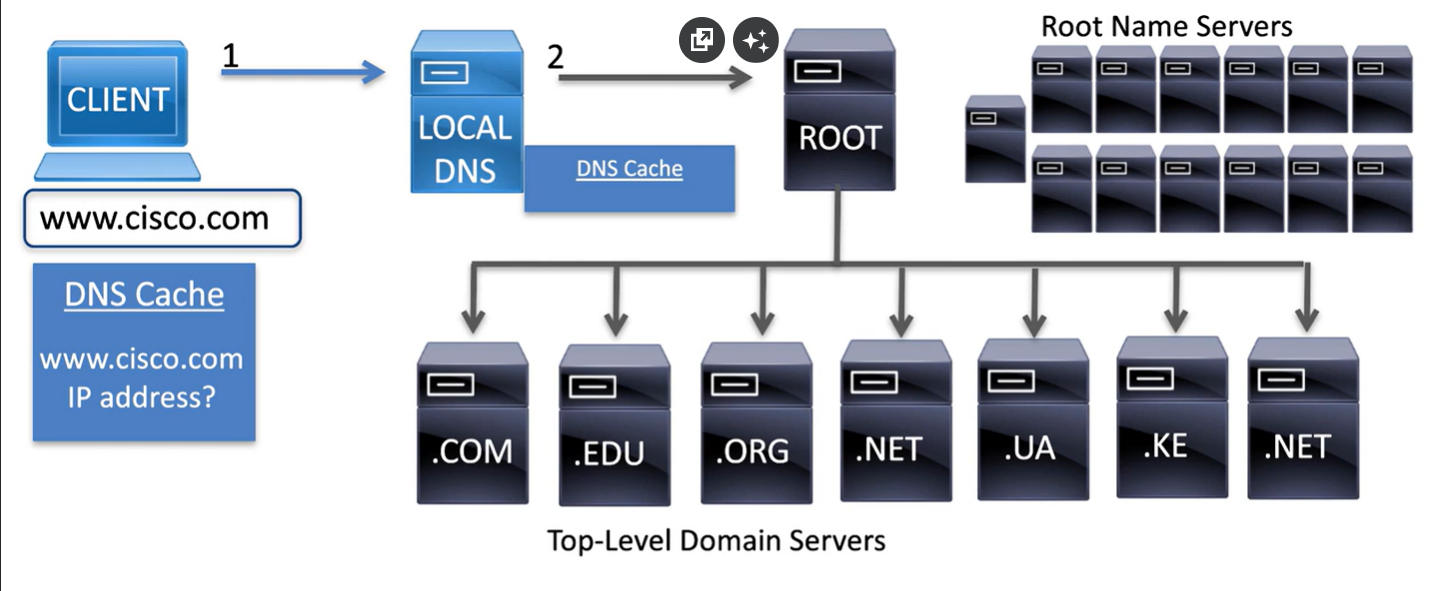 Root Name Servers
1
2
CLIENT
LOCAL
DNS
ROOT
DNS Cache
www.cisco.com
DNS Cache
www.cisco.com
IP address?
.COM
.EDU
.ORG
.NET
.UA
.KE
.NET
Top-Level Domain Servers